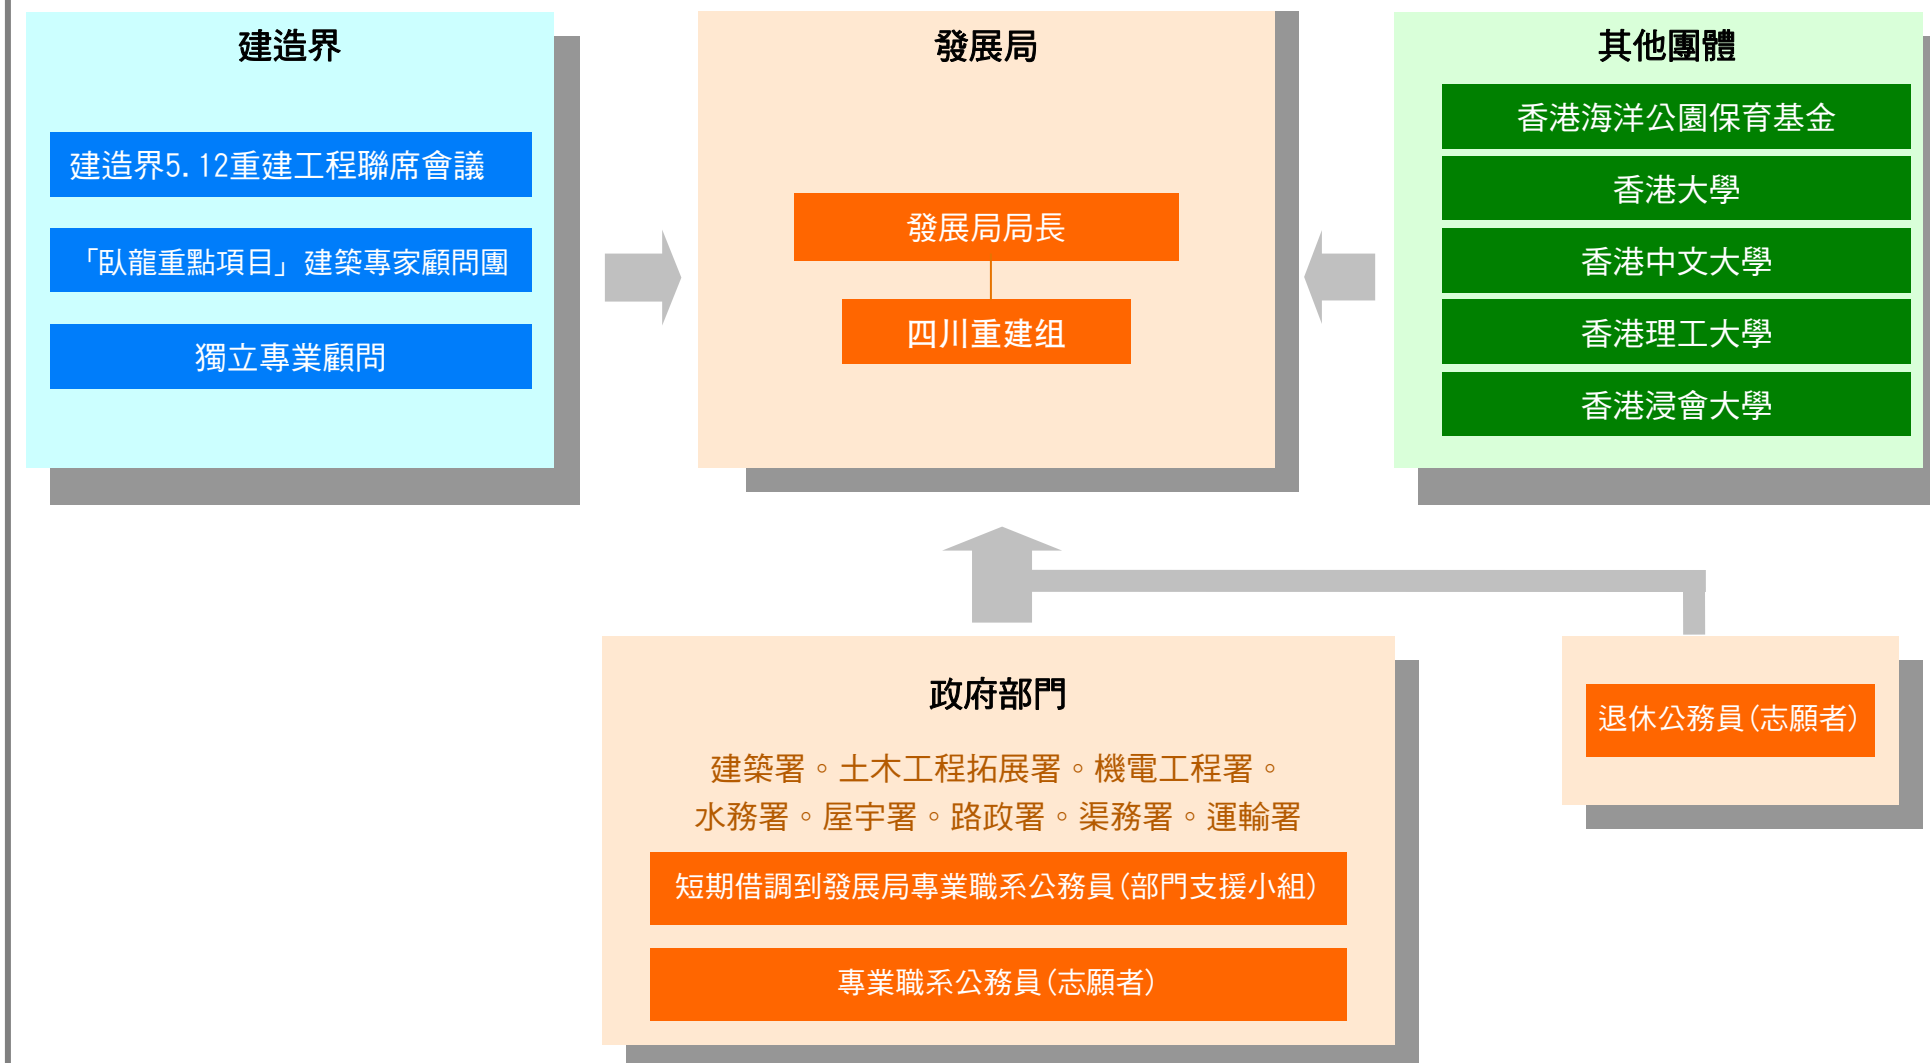 建造界
建造界5.12重建工程聯席會議
「臥龍重點項目」建築專家顧問團
獨立專業顧問
發展局
發展局局長
四川重建组
其他團體
香港海洋公園保育基金
香港大學
香港中文大學
香港理工大學
香港浸會大學
政府部門
建築署。土木工程拓展署。機電工程署。
水務署。屋宇署。路政署。渠務署。運輸署
短期借調到發展局專業職系公務員(部門支援小組)
專業職系公務員(志願者)
退休公務員(志願者)